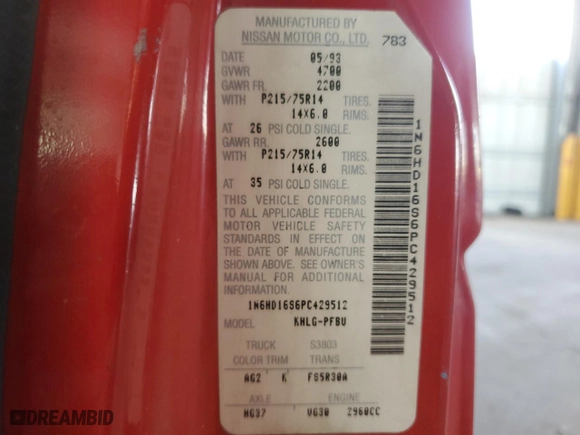 MANUFACTURED BY
NISSAN MOTOR CO., LTD. 783
DATE 05/93
GVWR 4700
GAWR FR. 2200
WITH P215/75R14 TIRES.
14X6.0 RIMS.
AT 26 PSI COLD SINGLE.
GAWR RR. 2600
WITH P215/75R14 TIRES.
14X6.0 RIMS.
AT 35 PSI COLD SINGLE.
THIS VEHICLE CONFORMS
TO ALL APPLICABLE FEDERAL
MOTOR VEHICLE SAFETY
STANDARDS IN EFFECT ON
THE DATE OF MANUFACTURE
SHOWN ABOVE. SEE OWNER'S
MANUAL FOR ADDITIONAL
INFORMATION.
1N6HD16S6PC429512
MODEL KHLG-PFBU
TRUCK S3803
COLOR TRIM TRANS
AG2 K FS5R30A
AXLE ENGINE
HG37 VG30 2960CC
1N6HD16S6PC429512
DREAMBID